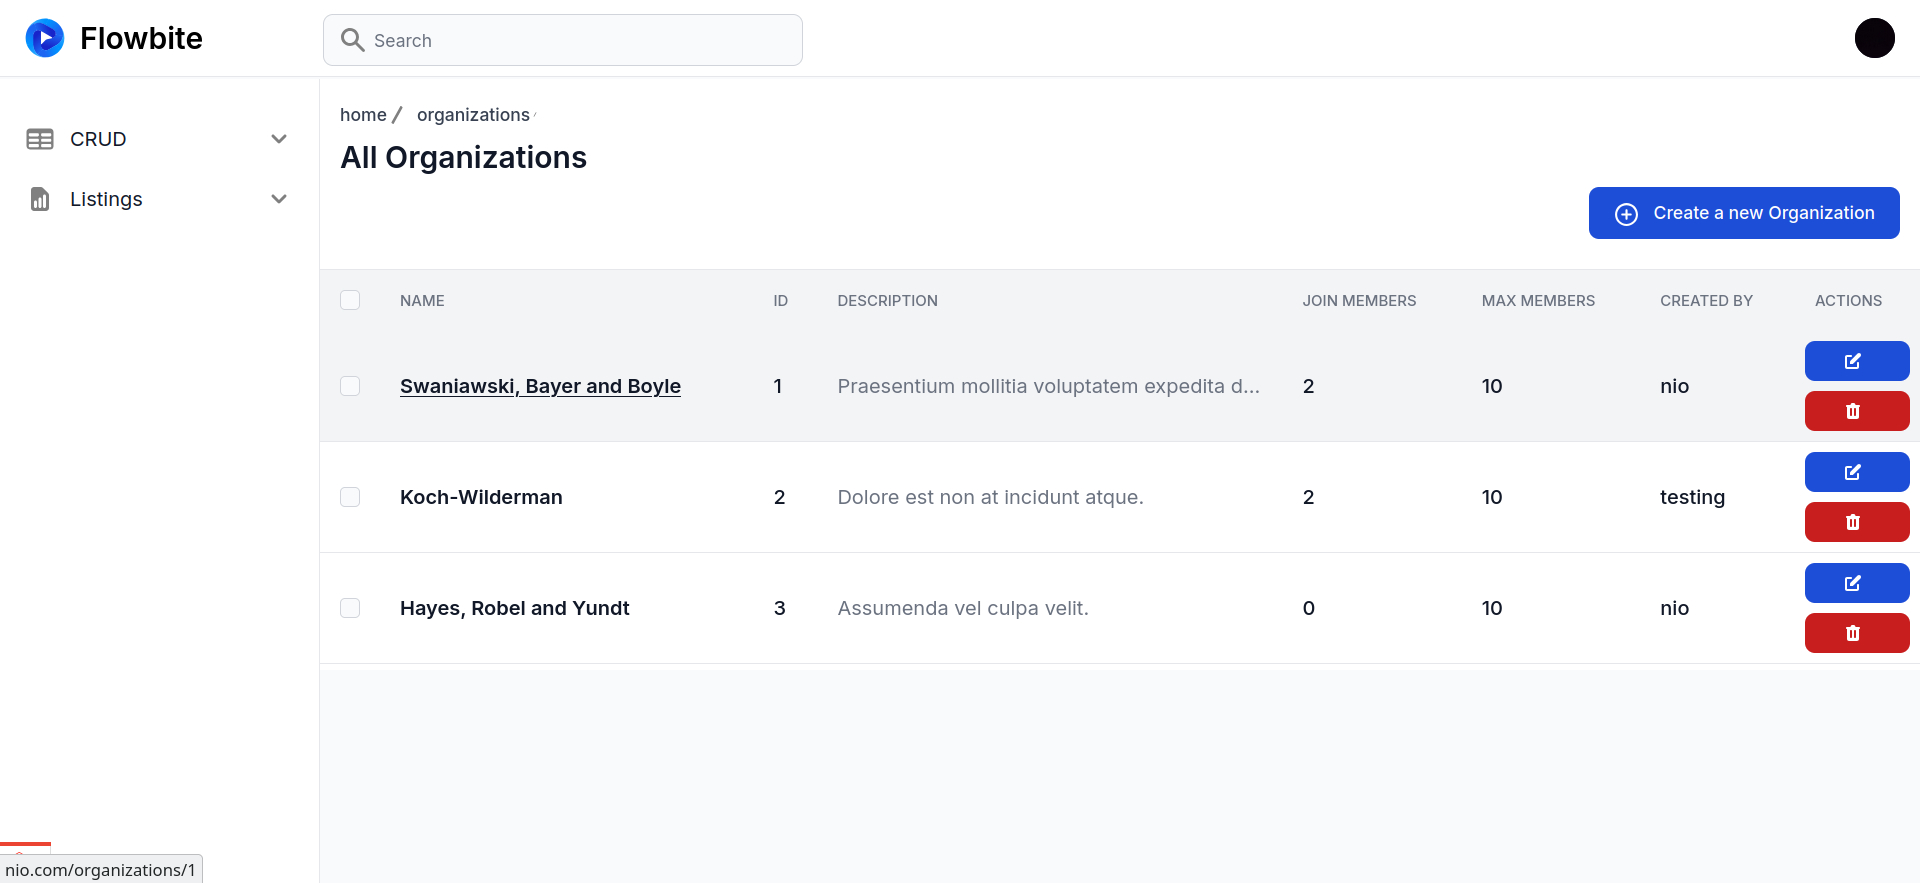 Flowbite
Search
CRUD
Listings
home / organizations /
All Organizations
Create a new Organization
NAME ID DESCRIPTION JOIN MEMBERS MAX MEMBERS CREATED BY ACTIONS
Swaniawski, Bayer and Boyle 1 Praesentium mollitia voluptatem expedita d... 2 10 nio
Koch-Wilderman 2 Dolore est non at incidunt atque. 2 10 testing
Hayes, Robel and Yundt 3 Assumenda vel culpa velit. 0 10 nio
nio.com/organizations/1